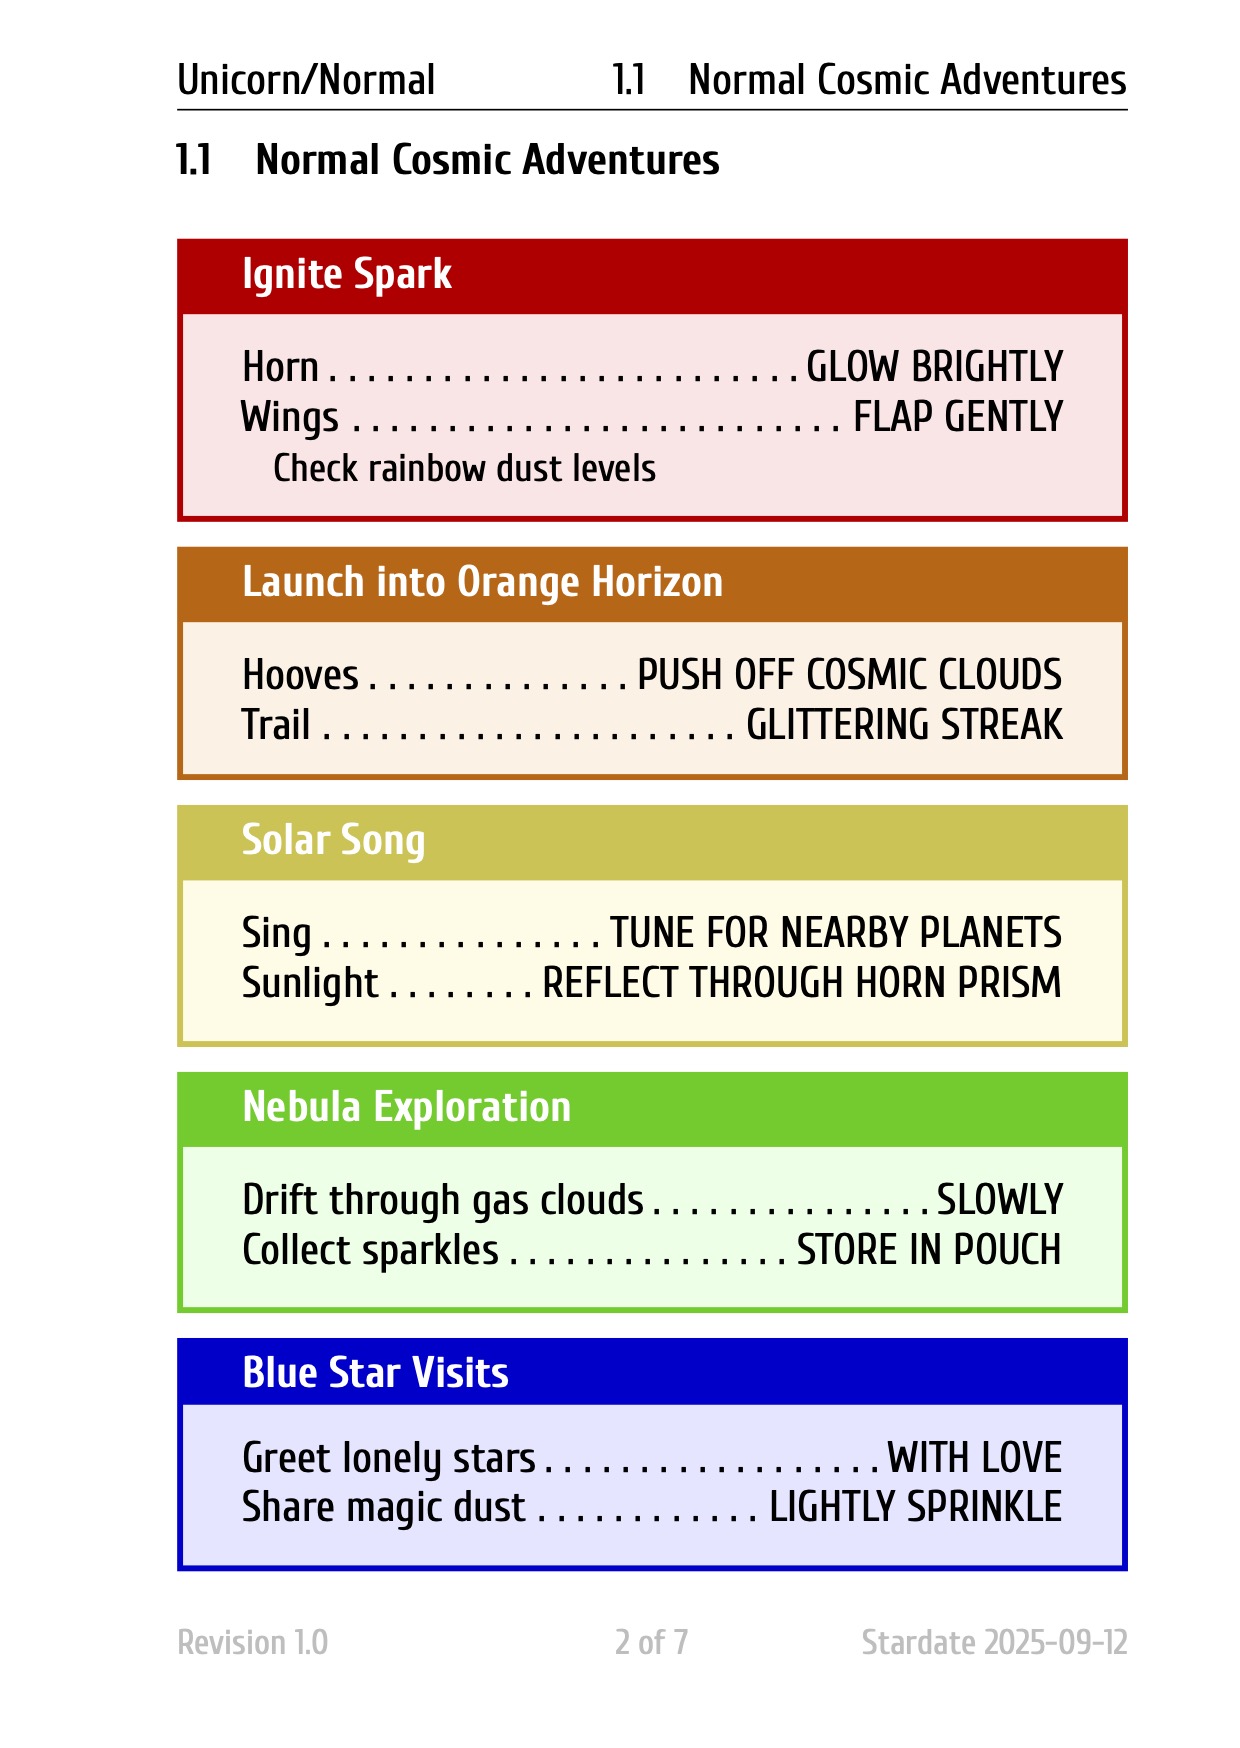 Unicorn/Normal 1.1 Normal Cosmic Adventures
1.1 Normal Cosmic Adventures
Ignite Spark
Horn . . . . . . . . . . . . . . . . . . . . . . . . . GLOW BRIGHTLY
Wings . . . . . . . . . . . . . . . . . . . . . . . . . . FLAP GENTLY
Check rainbow dust levels
Launch into Orange Horizon
Hooves . . . . . . . . . . . . . . PUSH OFF COSMIC CLOUDS
Trail . . . . . . . . . . . . . . . . . . . . . . GLITTERING STREAK
Solar Song
Sing . . . . . . . . . . . . . . . TUNE FOR NEARBY PLANETS
Sunlight . . . . . . . . REFLECT THROUGH HORN PRISM
Nebula Exploration
Drift through gas clouds . . . . . . . . . . . . . . . SLOWLY
Collect sparkles . . . . . . . . . . . . . . . STORE IN POUCH
Blue Star Visits
Greet lonely stars . . . . . . . . . . . . . . . . . . WITH LOVE
Share magic dust . . . . . . . . . . . . LIGHTLY SPRINKLE
Revision 1.0 2 of 7 Stardate 2025-09-12